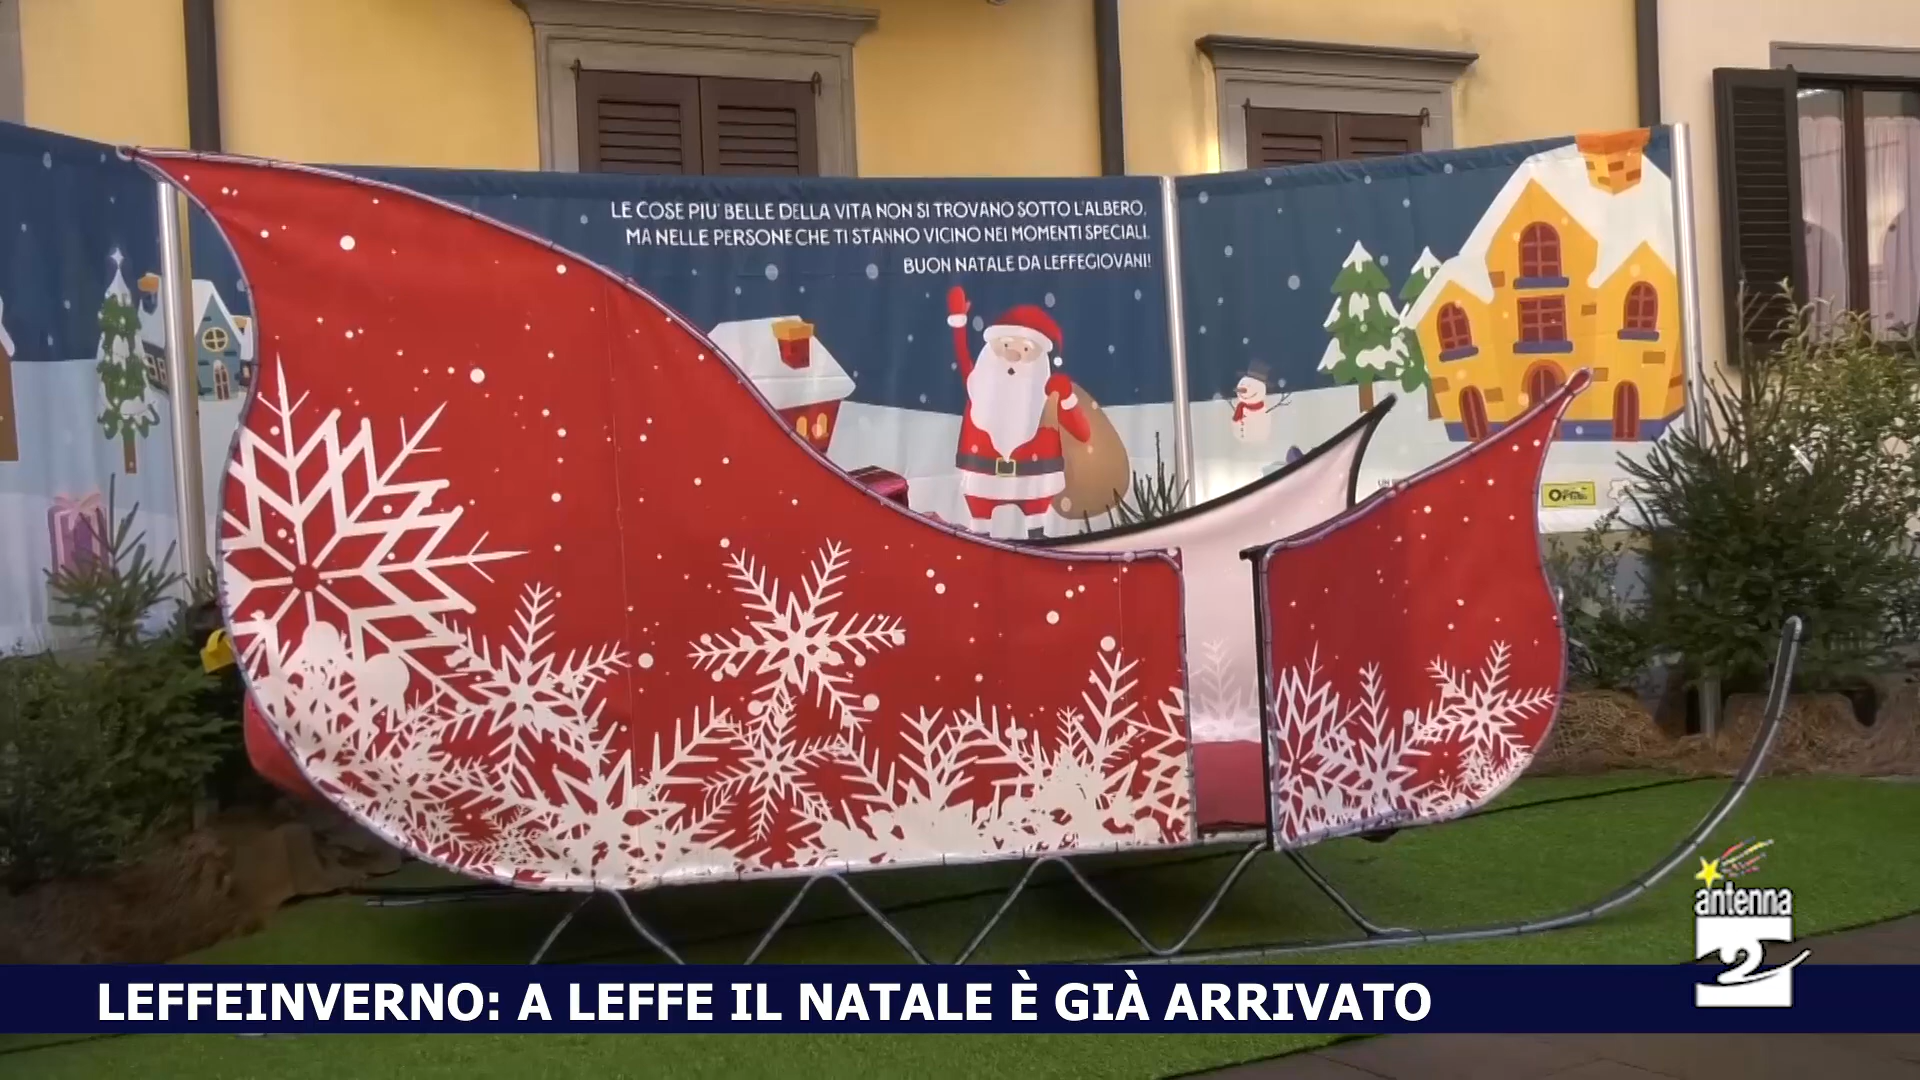 LE COSE PIU' BELLE DELLA VITA NON SI TROVANO SOTTO L'ALBERO,
MA NELLE PERSONE CHE TI STANNO VICINO NEI MOMENTI SPECIALI.
BUON NATALE DA LEFFEGIOVANI!
antenna
2
LEFFEINVERNO: A LEFFE IL NATALE È GIÀ ARRIVATO